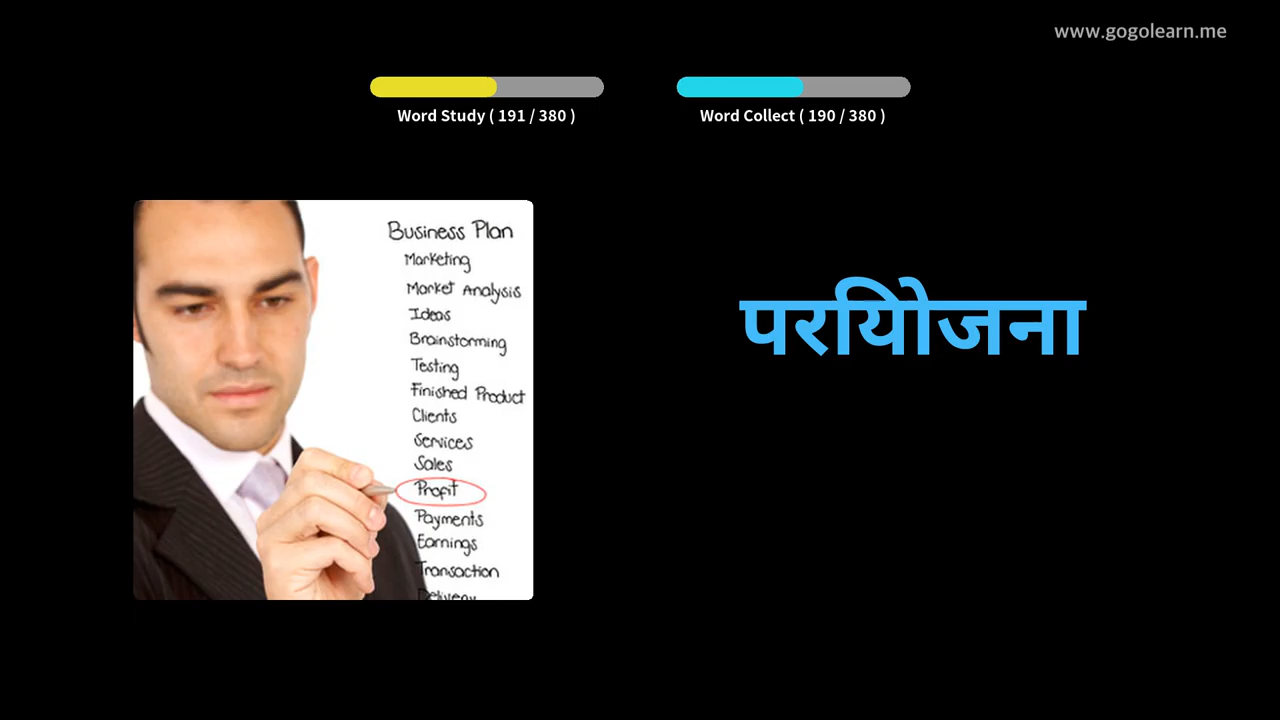 www.gogolearn.me
Word Study ( 191 / 380 )
Word Collect ( 190 / 380 )
Business Plan
Marketing
Market Analysis
Ideas
Brainstorming
Testing
Finished Product
Clients
Services
Sales
Profit
Payments
Earnings
Transaction
Delivery
परियोजना